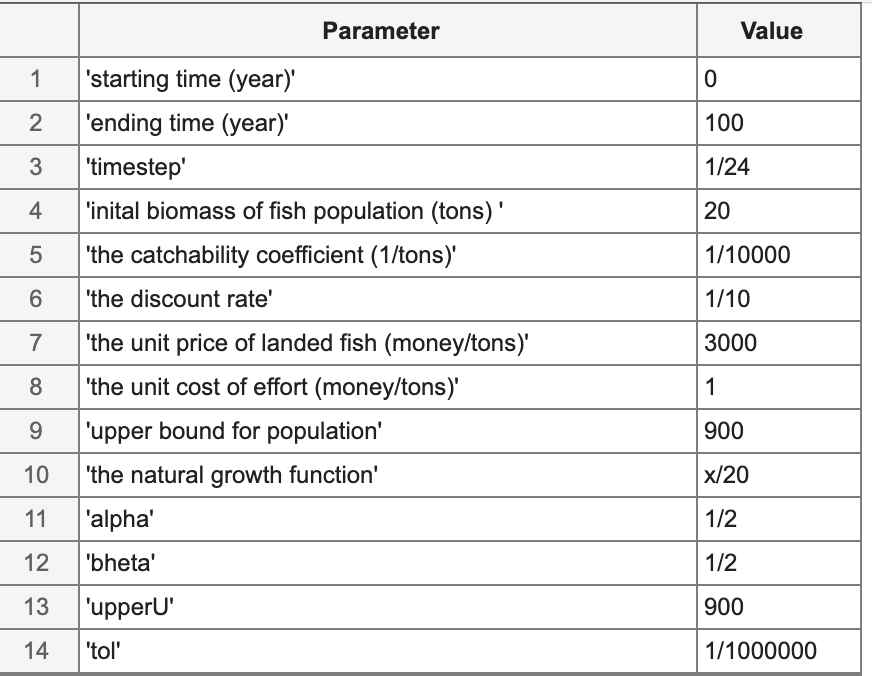 Parameter Value
1 'starting time (year)' 0
2 'ending time (year)' 100
3 'timestep' 1/24
4 'inital biomass of fish population (tons) ' 20
5 'the catchability coefficient (1/tons)' 1/10000
6 'the discount rate' 1/10
7 'the unit price of landed fish (money/tons)' 3000
8 'the unit cost of effort (money/tons)' 1
9 'upper bound for population' 900
10 'the natural growth function' x/20
11 'alpha' 1/2
12 'bheta' 1/2
13 'upperU' 900
14 'tol' 1/1000000